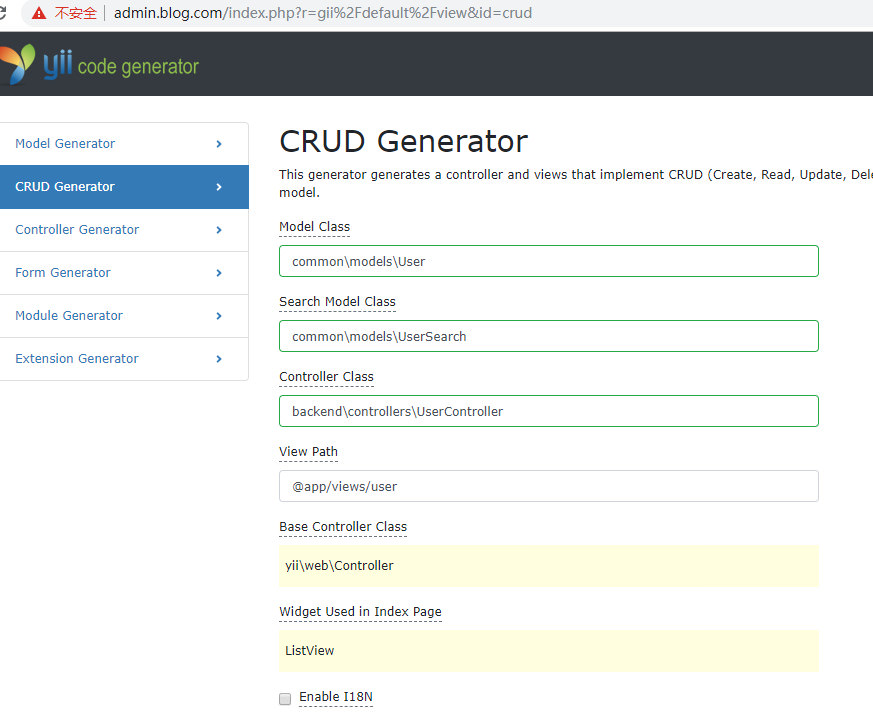 不安全 admin.blog.com/index.php?r=gii%2Fdefault%2Fview&id=crud
yii code generator
Model Generator
CRUD Generator
Controller Generator
Form Generator
Module Generator
Extension Generator
CRUD Generator
This generator generates a controller and views that implement CRUD (Create, Read, Update, Dele
model.
Model Class
common\models\User
Search Model Class
common\models\UserSearch
Controller Class
backend\controllers\UserController
View Path
@app/views/user
Base Controller Class
yii\web\Controller
Widget Used in Index Page
ListView
Enable I18N